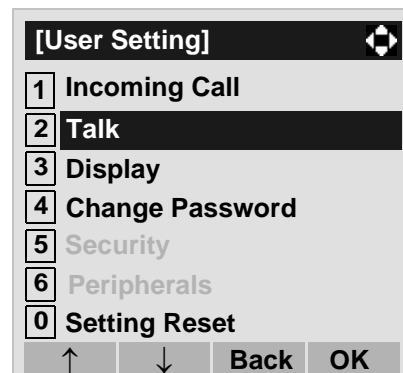 [User Setting]
1 Incoming Call
2 Talk
3 Display
4 Change Password
5 Security
6 Peripherals
0 Setting Reset
↑ ↓ Back OK